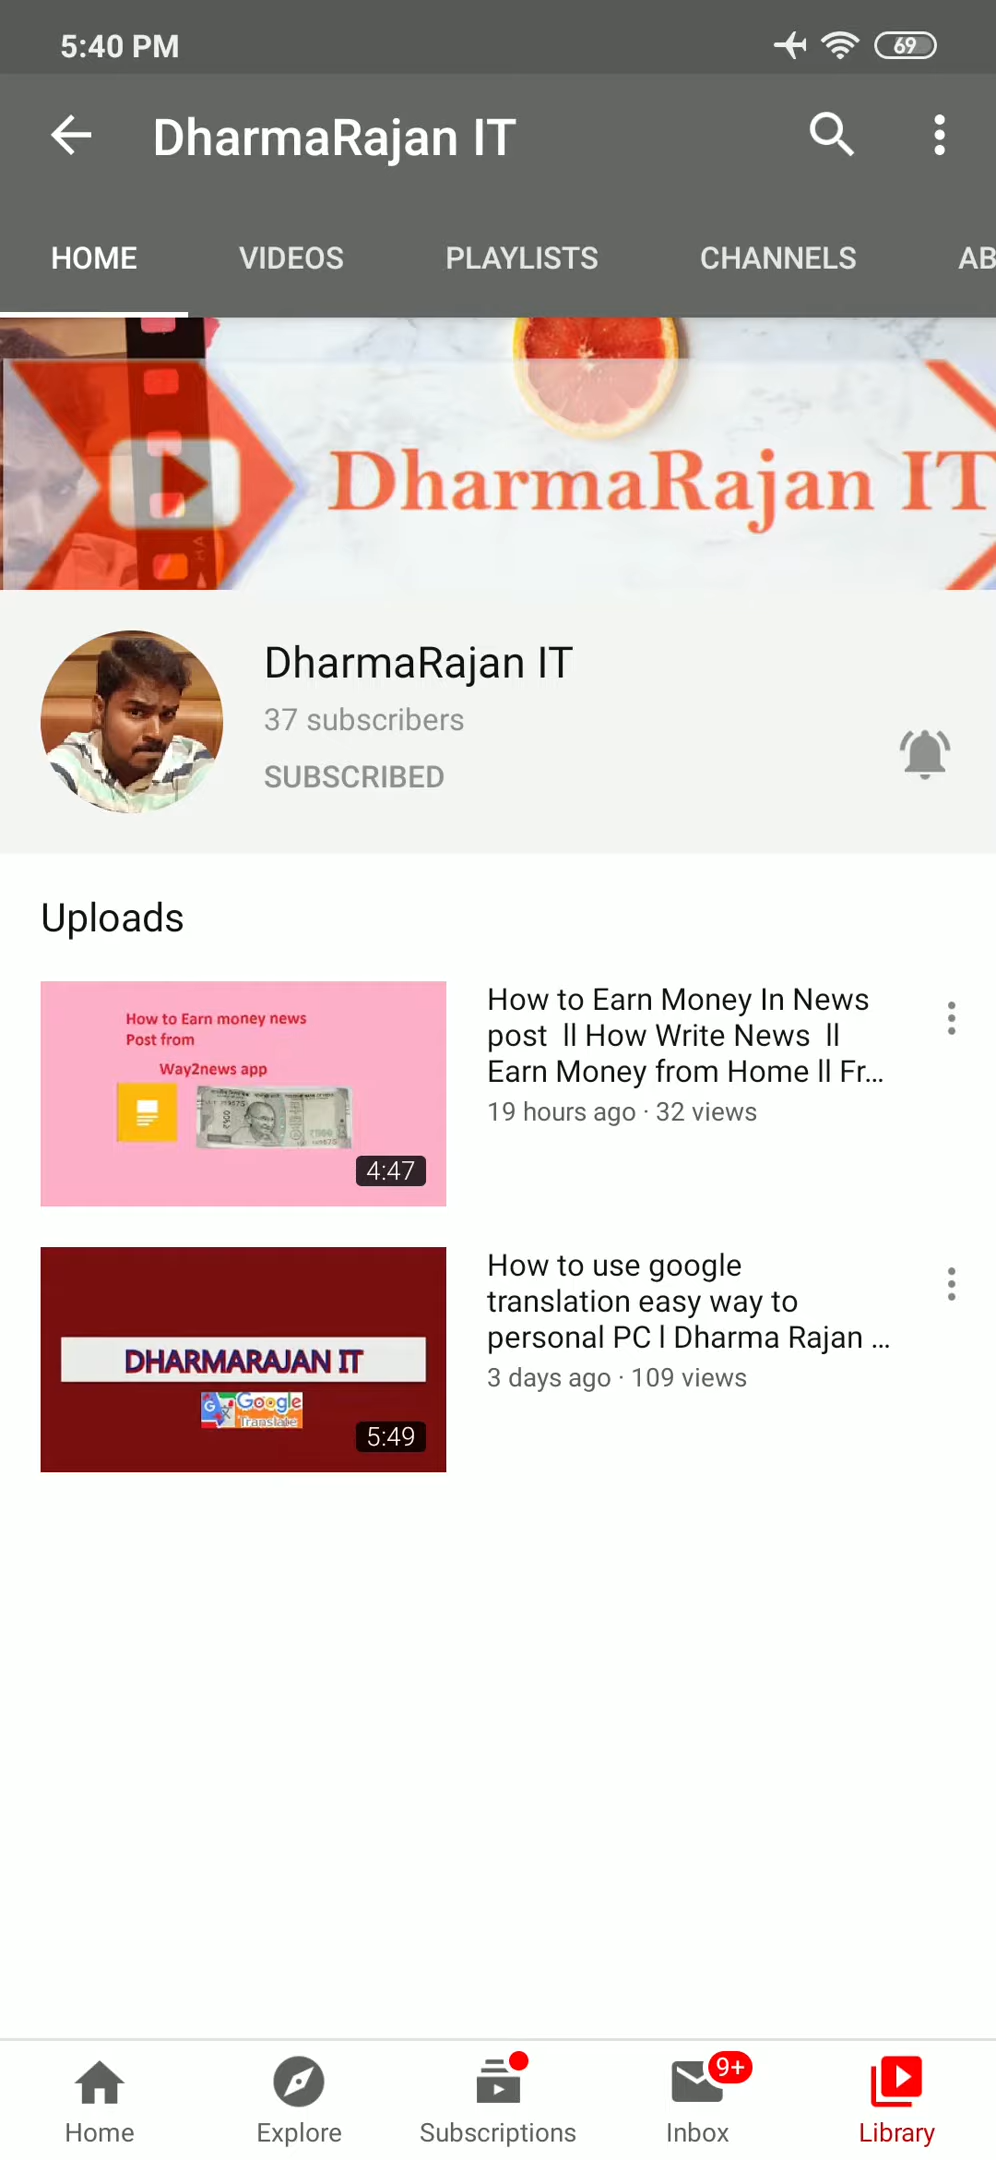 5:40 PM
69
DharmaRajan IT
HOME VIDEOS PLAYLISTS CHANNELS AB
DharmaRajan IT
DharmaRajan IT
37 subscribers
SUBSCRIBED
Uploads
How to Earn money news
Post from
Way2news app
4:47
How to Earn Money In News
post ll How Write News ll
Earn Money from Home ll Fr...
19 hours ago · 32 views
DHARMARAJAN IT
Google
Translate
5:49
How to use google
translation easy way to
personal PC l Dharma Rajan ...
3 days ago · 109 views
9+
Home Explore Subscriptions Inbox Library